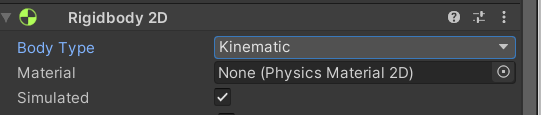 Rigidbody 2D
Body Type Kinematic
Material None (Physics Material 2D)
Simulated